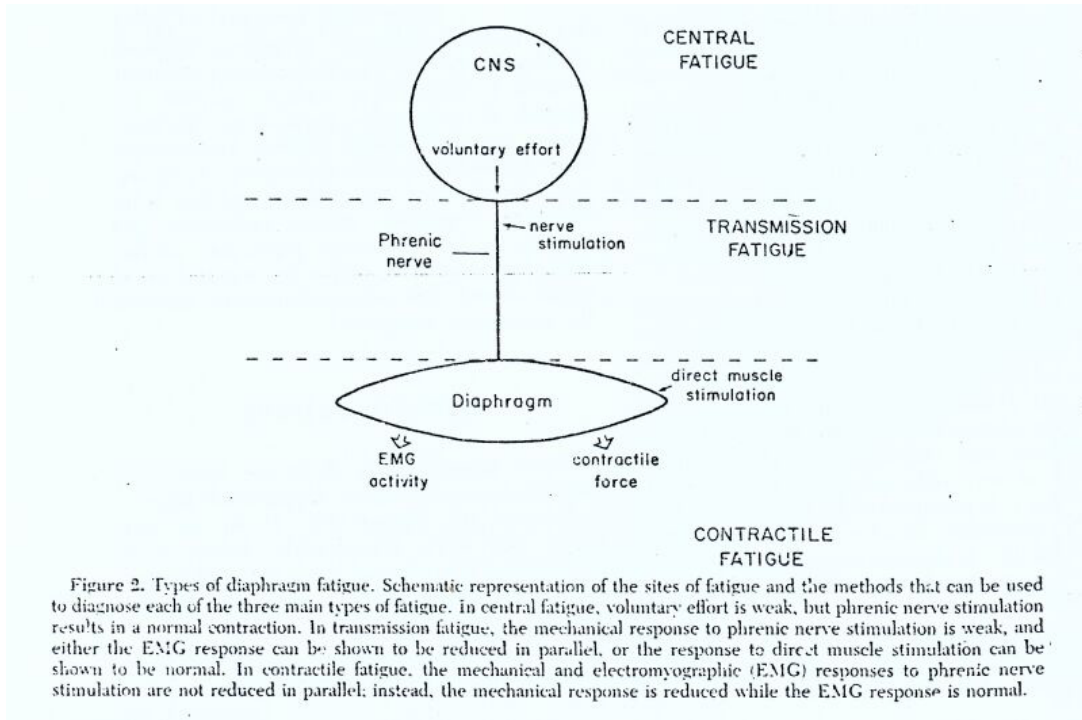 CENTRAL
FATIGUE
CNS
voluntary effort
nerve
stimulation
Phrenic
nerve
TRANSMISSION
FATIGUE
direct muscle
stimulation
Diaphragm
EMG
activity
contractile
force
CONTRACTILE
FATIGUE
Figure 2. Types of diaphragm fatigue. Schematic representation of the sites of fatigue and the methods that can be used
to diagnose each of the three main types of fatigue. In central fatigue, voluntary effort is weak, but phrenic nerve stimulation
results in a normal contraction. In transmission fatigue, the mechanical response to phrenic nerve stimulation is weak, and
either the EMG response can be shown to be reduced in parallel, or the response to direct muscle stimulation can be
shown to be normal. In contractile fatigue, the mechanical and electromyographic (EMG) responses to phrenic nerve
stimulation are not reduced in parallel; instead, the mechanical response is reduced while the EMG response is normal.